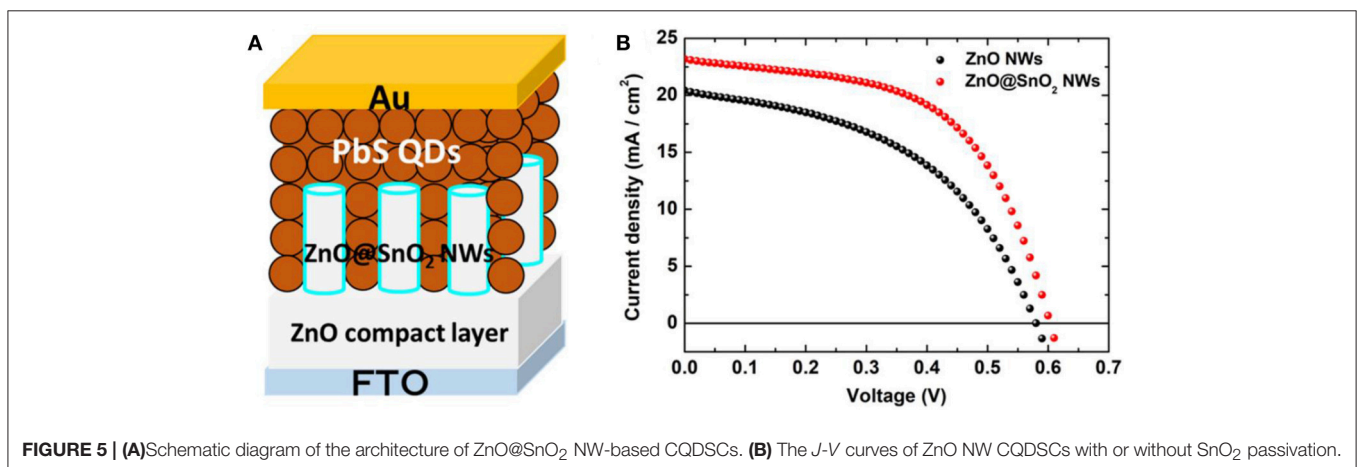 A
Au
PbS QDs
ZnO@SnO₂ NWs
ZnO compact layer
FTO
B
ZnO NWs
ZnO@SnO₂ NWs
Current density (mA / cm²)
25
20
15
10
5
0
0.0 0.1 0.2 0.3 0.4 0.5 0.6 0.7
Voltage (V)
FIGURE 5 | (A)Schematic diagram of the architecture of ZnO@SnO₂ NW-based CQDSCs. (B) The J-V curves of ZnO NW CQDSCs with or without SnO₂ passivation.